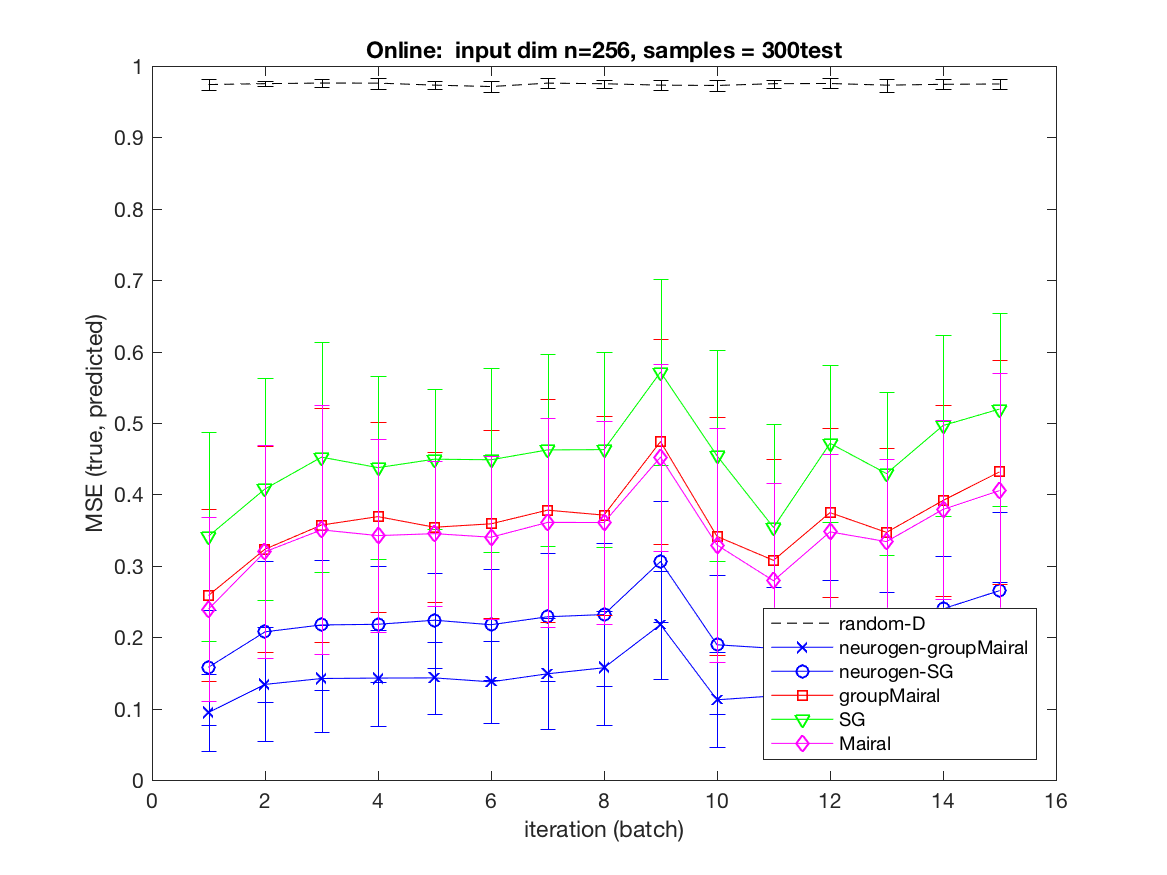 Online:  input dim n=256, samples = 300test
MSE (true, predicted)
1
0.9
0.8
0.7
0.6
0.5
0.4
0.3
0.2
0.1
0
0 2 4 6 8 10 12 14 16
iteration (batch)
random-D
neurogen-groupMairal
neurogen-SG
groupMairal
SG
Mairal